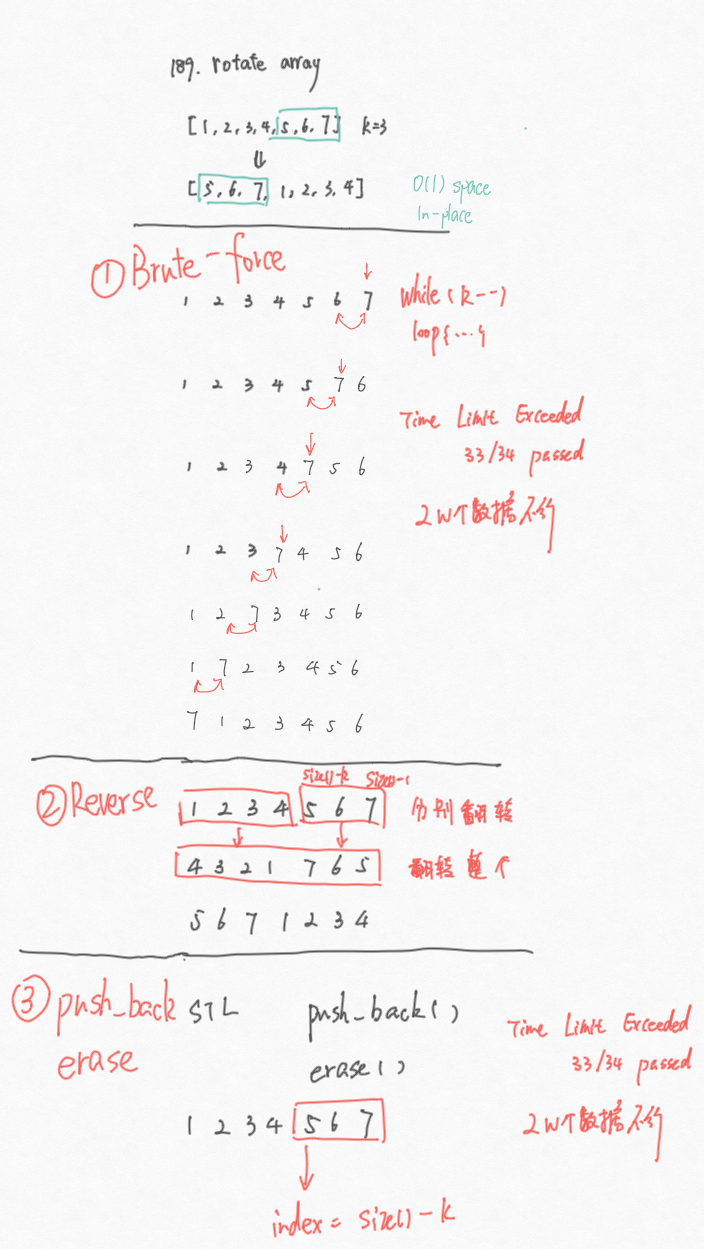 189. rotate array
[1, 2, 3, 4, 5, 6, 7] k=3
[5, 6, 7, 1, 2, 3, 4]
O(1) space
In-place
① Brute-force
1 2 3 4 5 6 7
while(k--)
loop{...}
1 2 3 4 5 7 6
Time Limit Exceeded
33/34 passed
1 2 3 4 7 5 6
2W个数据不行
1 2 3 7 4 5 6
1 2 7 3 4 5 6
1 7 2 3 4 5 6
7 1 2 3 4 5 6
size()-k size()-1
② Reverse
1 2 3 4 5 6 7 分别翻转
4 3 2 1 7 6 5 翻转整个
5 6 7 1 2 3 4
③ push_back
erase
STL push_back()
erase()
Time Limit Exceeded
33/34 passed
1 2 3 4 5 6 7
2W个数据不行
index = size()-k